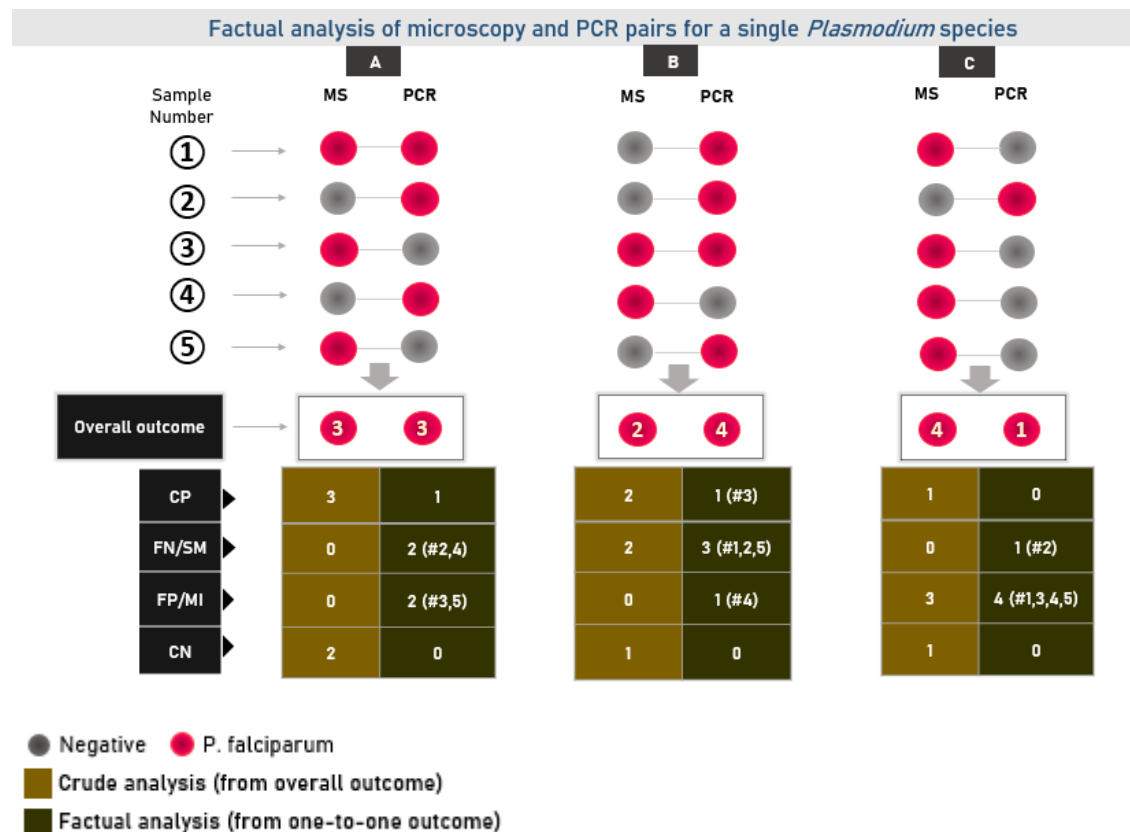 Factual analysis of microscopy and PCR pairs for a single Plasmodium species
A B C
Sample
Number
MS PCR MS PCR MS PCR
1
2
3
4
5
Overall outcome 3 3 2 4 4 1
CP 3 1 2 1 (#3) 1 0
FN/SM 0 2 (#2,4) 2 3 (#1,2,5) 0 1 (#2)
FP/MI 0 2 (#3,5) 0 1 (#4) 3 4 (#1,3,4,5)
CN 2 0 1 0 1 0
Negative P. falciparum
Crude analysis (from overall outcome)
Factual analysis (from one-to-one outcome)